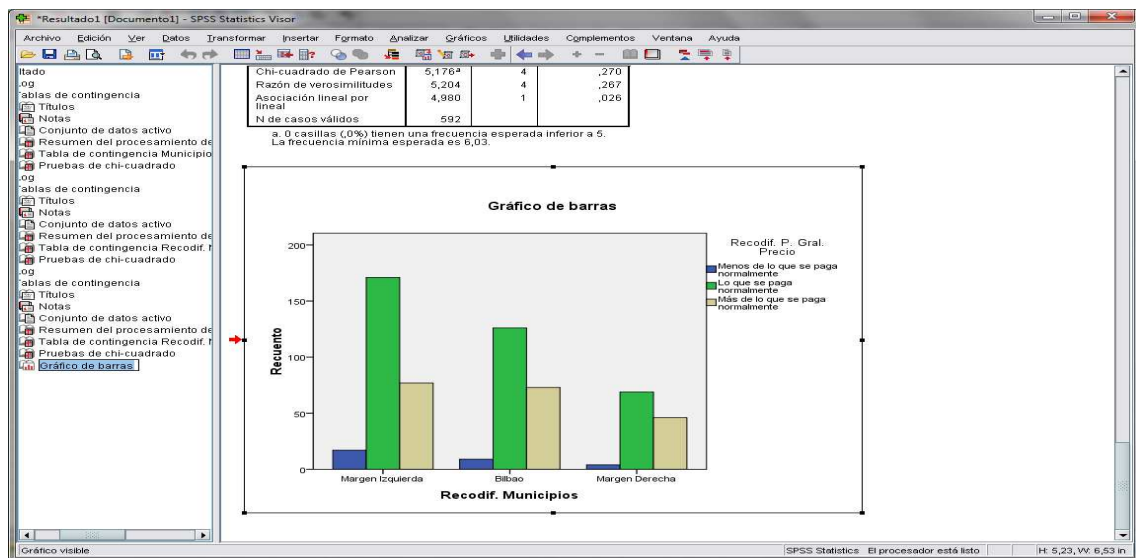 *Resultado1 [Documento1] - SPSS Statistics Visor
Archivo Edición Ver Datos Transformar Insertar Formato Analizar Gráficos Utilidades Complementos Ventana Ayuda
ltado
.og
ablas de contingencia
Títulos
Notas
Conjunto de datos activo
Resumen del procesamiento de
Tabla de contingencia Municipio
Pruebas de chi-cuadrado
.og
ablas de contingencia
Títulos
Notas
Conjunto de datos activo
Resumen del procesamiento de
Tabla de contingencia Recodif. M
Pruebas de chi-cuadrado
.og
ablas de contingencia
Títulos
Notas
Conjunto de datos activo
Resumen del procesamiento de
Tabla de contingencia Recodif. M
Pruebas de chi-cuadrado
Gráfico de barras
Chi-cuadrado de Pearson 5,176ª 4 ,270
Razón de verosimilitudes 5,204 4 ,267
Asociación lineal por lineal 4,980 1 ,026
N de casos válidos 592
a. 0 casillas (,0%) tienen una frecuencia esperada inferior a 5.
La frecuencia mínima esperada es 6,03.
Gráfico de barras
Recuento
200
150
100
50
0
Margen Izquierda Bilbao Margen Derecha
Recodif. Municipios
Recodif. P. Gral.
Precio
Menos de lo que se paga
normalmente
Lo que se paga
normalmente
Más de lo que se paga
normalmente
Gráfico visible
SPSS Statistics El procesador está listo
H: 5,23, W: 6,53 in